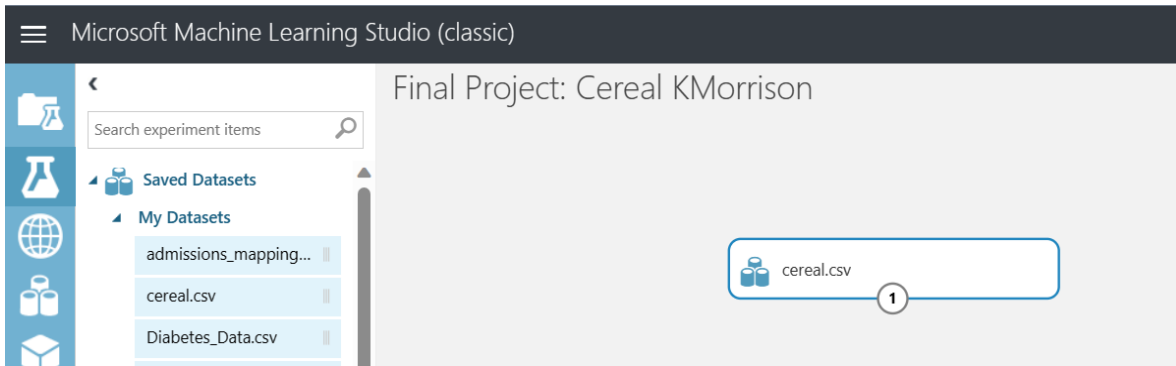 Microsoft Machine Learning Studio (classic)
Final Project: Cereal KMorrison
Search experiment items
Saved Datasets
My Datasets
admissions_mapping...
cereal.csv
Diabetes_Data.csv
cereal.csv
1